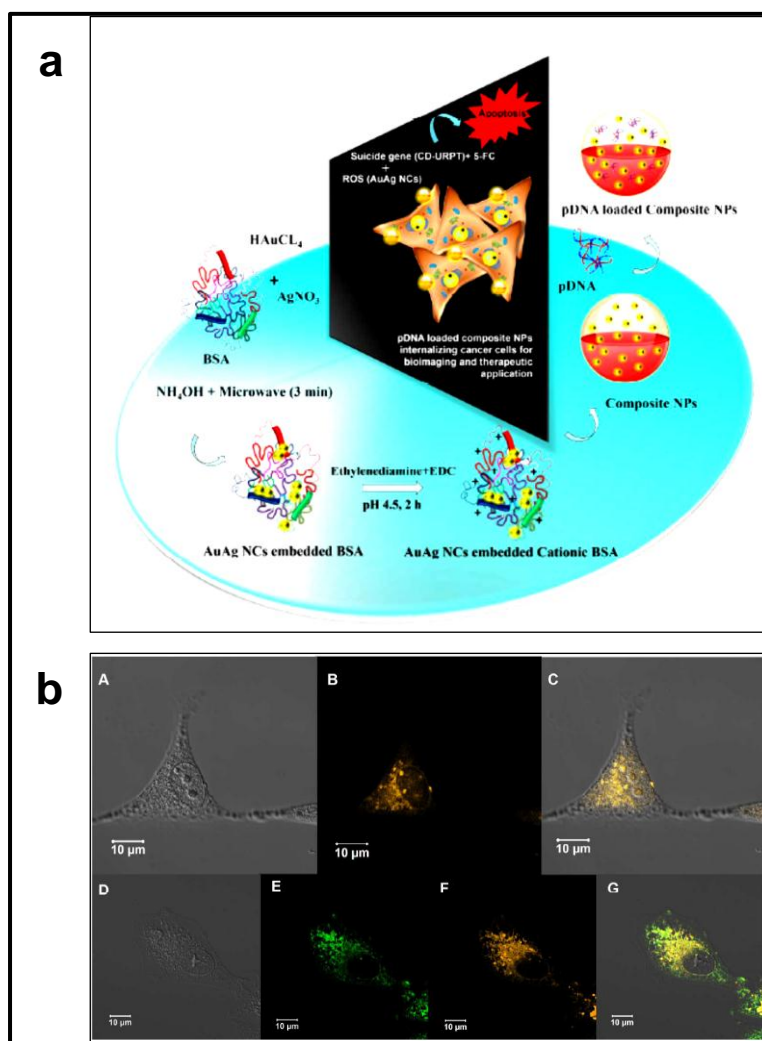 a
Apoptosis
Suicide gene (CD-URPT)+ 5-FC
+
ROS (AuAg NCs)
pDNA loaded composite NPs
internalizing cancer cells for
bioimaging and therapeutic
application
HAuCL4
+
AgNO3
BSA
NH4OH + Microwave (3 min)
AuAg NCs embedded BSA
Ethylenediamine+EDC
pH 4.5, 2 h
AuAg NCs embedded Cationic BSA
pDNA loaded Composite NPs
pDNA
Composite NPs
b
A
10 µm
B
10 µm
C
10 µm
D
10 µm
E
10 µm
F
10 µm
G
10 µm